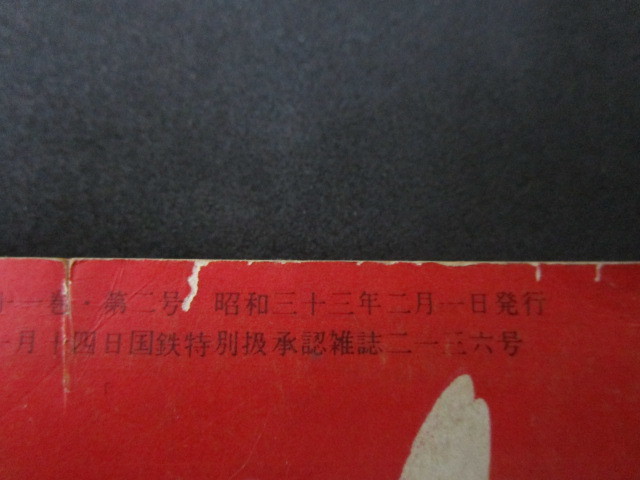 一巻・第二号 昭和三十三年二月一日発行
月十四日国鉄特別扱承認雑誌二一三六号